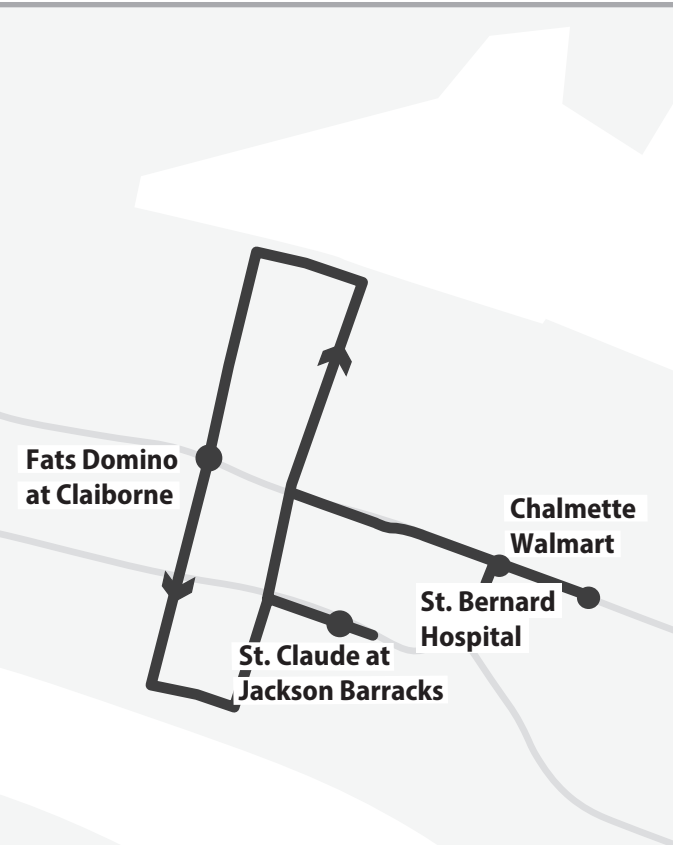 Fats Domino
at Claiborne
Chalmette
Walmart
St. Bernard
Hospital
St. Claude at
Jackson Barracks